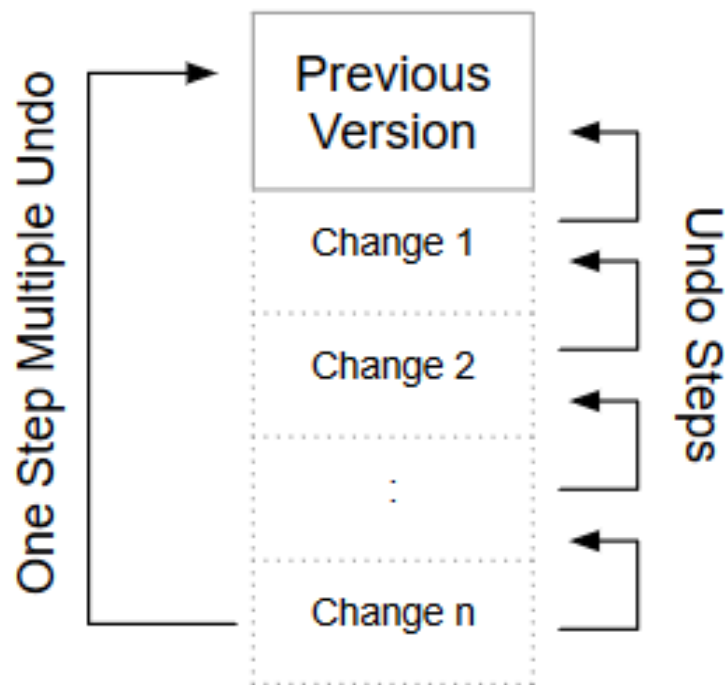 One Step Multiple Undo
Previous
Version
Change 1
Change 2
:
Change n
Undo Steps